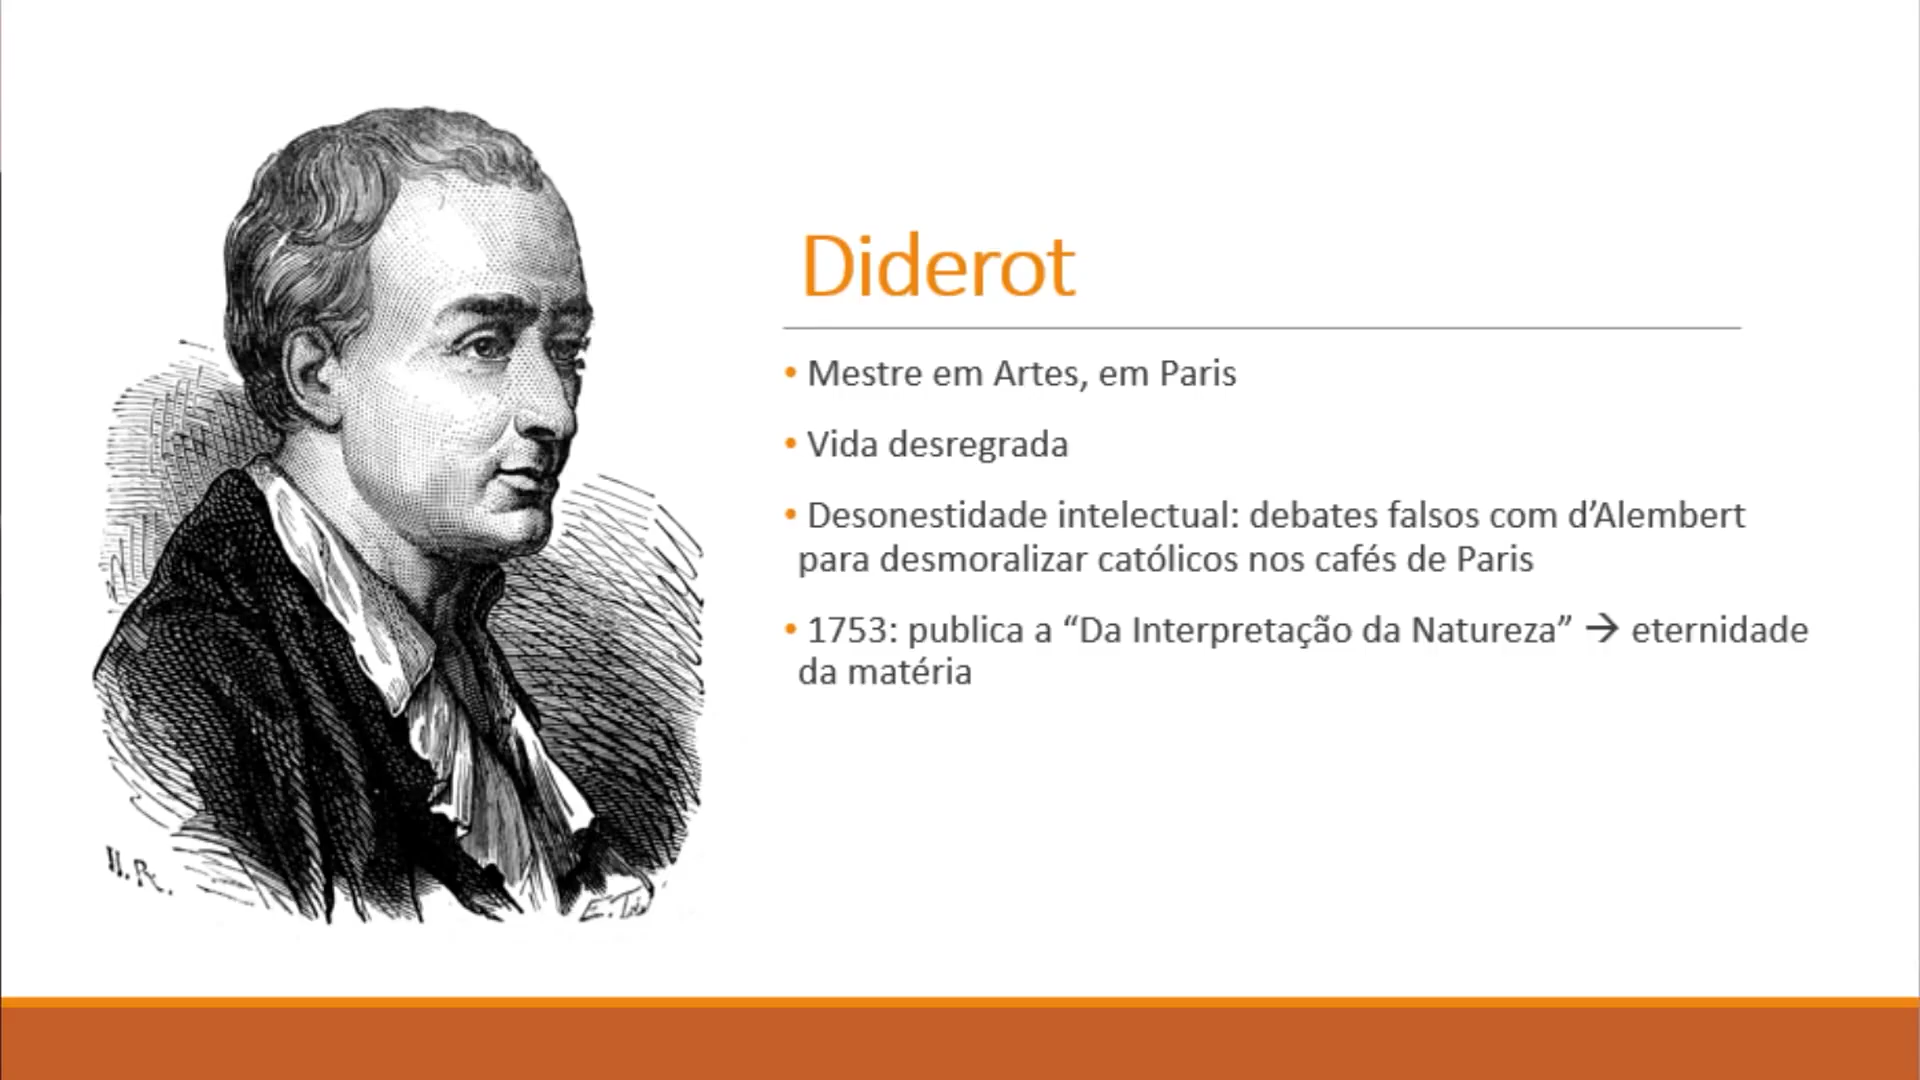 Diderot
• Mestre em Artes, em Paris
• Vida desregrada
• Desonestidade intelectual: debates falsos com d’Alembert
para desmoralizar católicos nos cafés de Paris
• 1753: publica a “Da Interpretação da Natureza” → eternidade
da matéria
H.R.